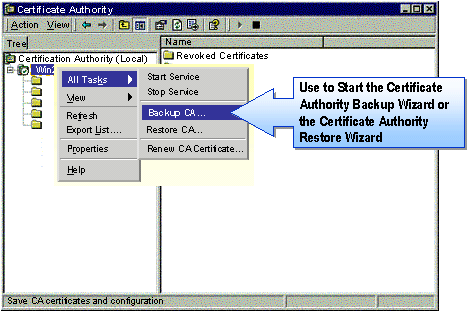 Certificate Authority
Action View
Tree
Name
Certification Authority (Local)
Revoked Certificates
All Tasks
View
Refresh
Export List....
Properties
Help
Start Service
Stop Service
Backup CA...
Restore CA...
Renew CA Certificate...
Use to Start the Certificate
Authority Backup Wizard or
the Certificate Authority
Restore Wizard
Save CA certificates and configuration